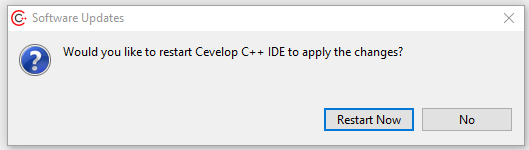 Software Updates
Would you like to restart Cevelop C++ IDE to apply the changes?
Restart Now
No